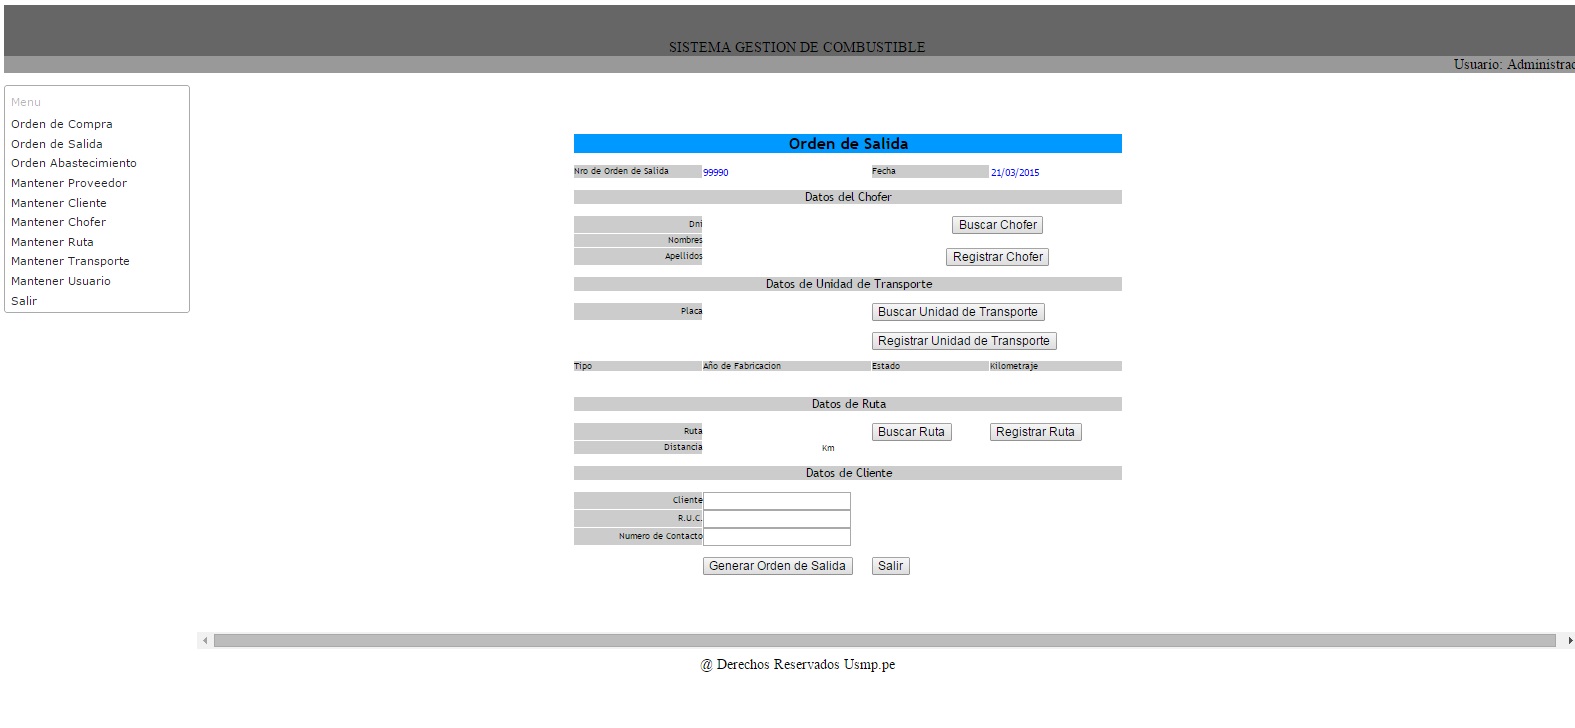 SISTEMA GESTION DE COMBUSTIBLE
Usuario: Administrad
Menu
Orden de Compra
Orden de Salida
Orden Abastecimiento
Mantener Proveedor
Mantener Cliente
Mantener Chofer
Mantener Ruta
Mantener Transporte
Mantener Usuario
Salir
Orden de Salida
Nro de Orden de Salida 99990 Fecha 21/03/2015
Datos del Chofer
Dni Buscar Chofer
Nombres
Apellidos Registrar Chofer
Datos de Unidad de Transporte
Placa Buscar Unidad de Transporte
Registrar Unidad de Transporte
Tipo Año de Fabricacion Estado Kilometraje
Datos de Ruta
Ruta Buscar Ruta Registrar Ruta
Distancia Km
Datos de Cliente
Cliente
R.U.C.
Numero de Contacto
Generar Orden de Salida Salir
@ Derechos Reservados Usmp.pe